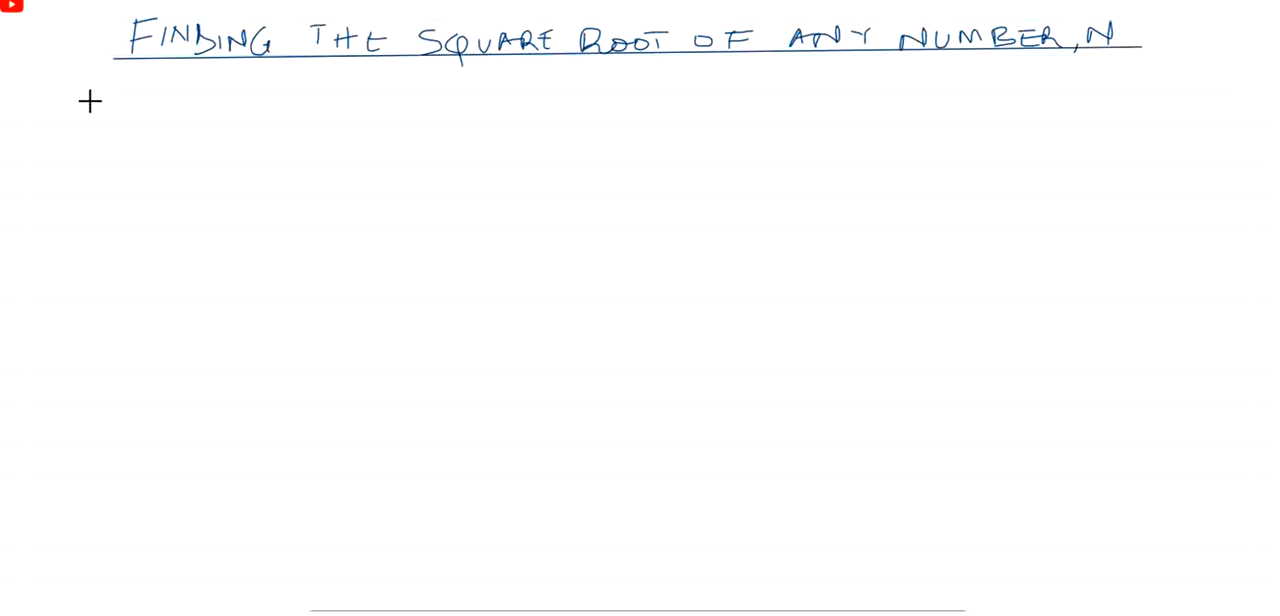 FINDING THE SQUARE ROOT OF ANY NUMBER, N